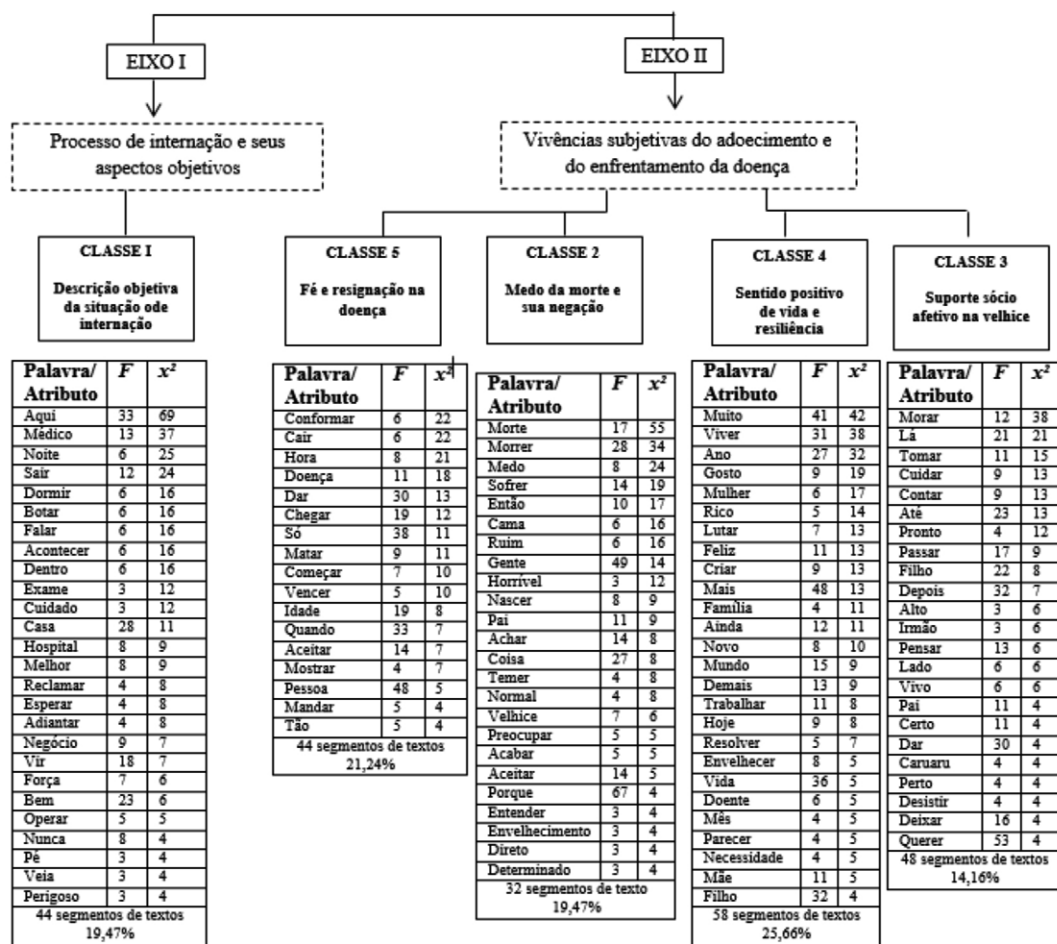 EIXO I
EIXO II
Processo de internação e seus
aspectos objetivos
Vivências subjetivas do adoecimento e
do enfrentamento da doença
CLASSE I
Descrição objetiva
da situação ode
internação
CLASSE 5
Fé e resignação na
doença
CLASSE 2
Medo da morte e
sua negação
CLASSE 4
Sentido positivo
de vida e
resiliência
CLASSE 3
Suporte sócio
afetivo na velhice
Palavra/ F x²
Atributo
Aqui 33 69
Médico 13 37
Noite 6 25
Sair 12 24
Dormir 6 16
Botar 6 16
Falar 6 16
Acontecer 6 16
Dentro 6 16
Exame 3 12
Cuidado 3 12
Casa 28 11
Hospital 8 9
Melhor 8 9
Reclamar 4 8
Esperar 4 8
Adiantar 4 8
Negócio 9 7
Vir 18 7
Força 7 6
Bem 23 6
Operar 5 5
Nunca 8 4
Pé 3 4
Veia 3 4
Perigoso 3 4
44 segmentos de textos
19,47%
Palavra/ F x²
Atributo
Conformar 6 22
Cair 6 22
Hora 8 21
Doença 11 18
Dar 30 13
Chegar 19 12
Só 38 11
Matar 9 11
Começar 7 10
Vencer 5 10
Idade 19 8
Quando 33 7
Aceitar 14 7
Mostrar 4 7
Pessoa 48 5
Mandar 5 4
Tão 5 4
44 segmentos de textos
21,24%
Palavra/ F x²
Atributo
Morte 17 55
Morrer 28 34
Medo 8 24
Sofrer 14 19
Então 10 17
Cama 6 16
Ruim 6 16
Gente 49 14
Horrível 3 12
Nascer 8 9
Pai 11 9
Achar 14 8
Coisa 27 8
Temer 4 8
Normal 4 8
Velhice 7 6
Preocupar 5 5
Acabar 5 5
Aceitar 14 5
Porque 67 4
Entender 3 4
Envelhecimento 3 4
Direto 3 4
Determinado 3 4
32 segmentos de texto
19,47%
Palavra/ F x²
Atributo
Muito 41 42
Viver 31 38
Ano 27 32
Gosto 9 19
Mulher 6 17
Rico 5 14
Lutar 7 13
Feliz 11 13
Criar 9 13
Mais 48 13
Família 4 11
Ainda 12 11
Novo 8 10
Mundo 15 9
Demais 13 9
Trabalhar 11 8
Hoje 9 8
Resolver 5 7
Envelhecer 8 5
Vida 36 5
Doente 6 5
Mês 4 5
Parecer 4 5
Necessidade 4 5
Mãe 11 5
Filho 32 4
58 segmentos de textos
25,66%
Palavra/ F x²
Atributo
Morar 12 38
Lá 21 21
Tomar 11 15
Cuidar 9 13
Contar 9 13
Até 23 13
Pronto 4 12
Passar 17 9
Filho 22 8
Depois 32 7
Alto 3 6
Irmão 3 6
Pensar 13 6
Lado 6 6
Vivo 6 6
Pai 11 4
Certo 11 4
Dar 30 4
Caruaru 4 4
Perto 4 4
Desistir 4 4
Deixar 16 4
Querer 53 4
48 segmentos de textos
14,16%